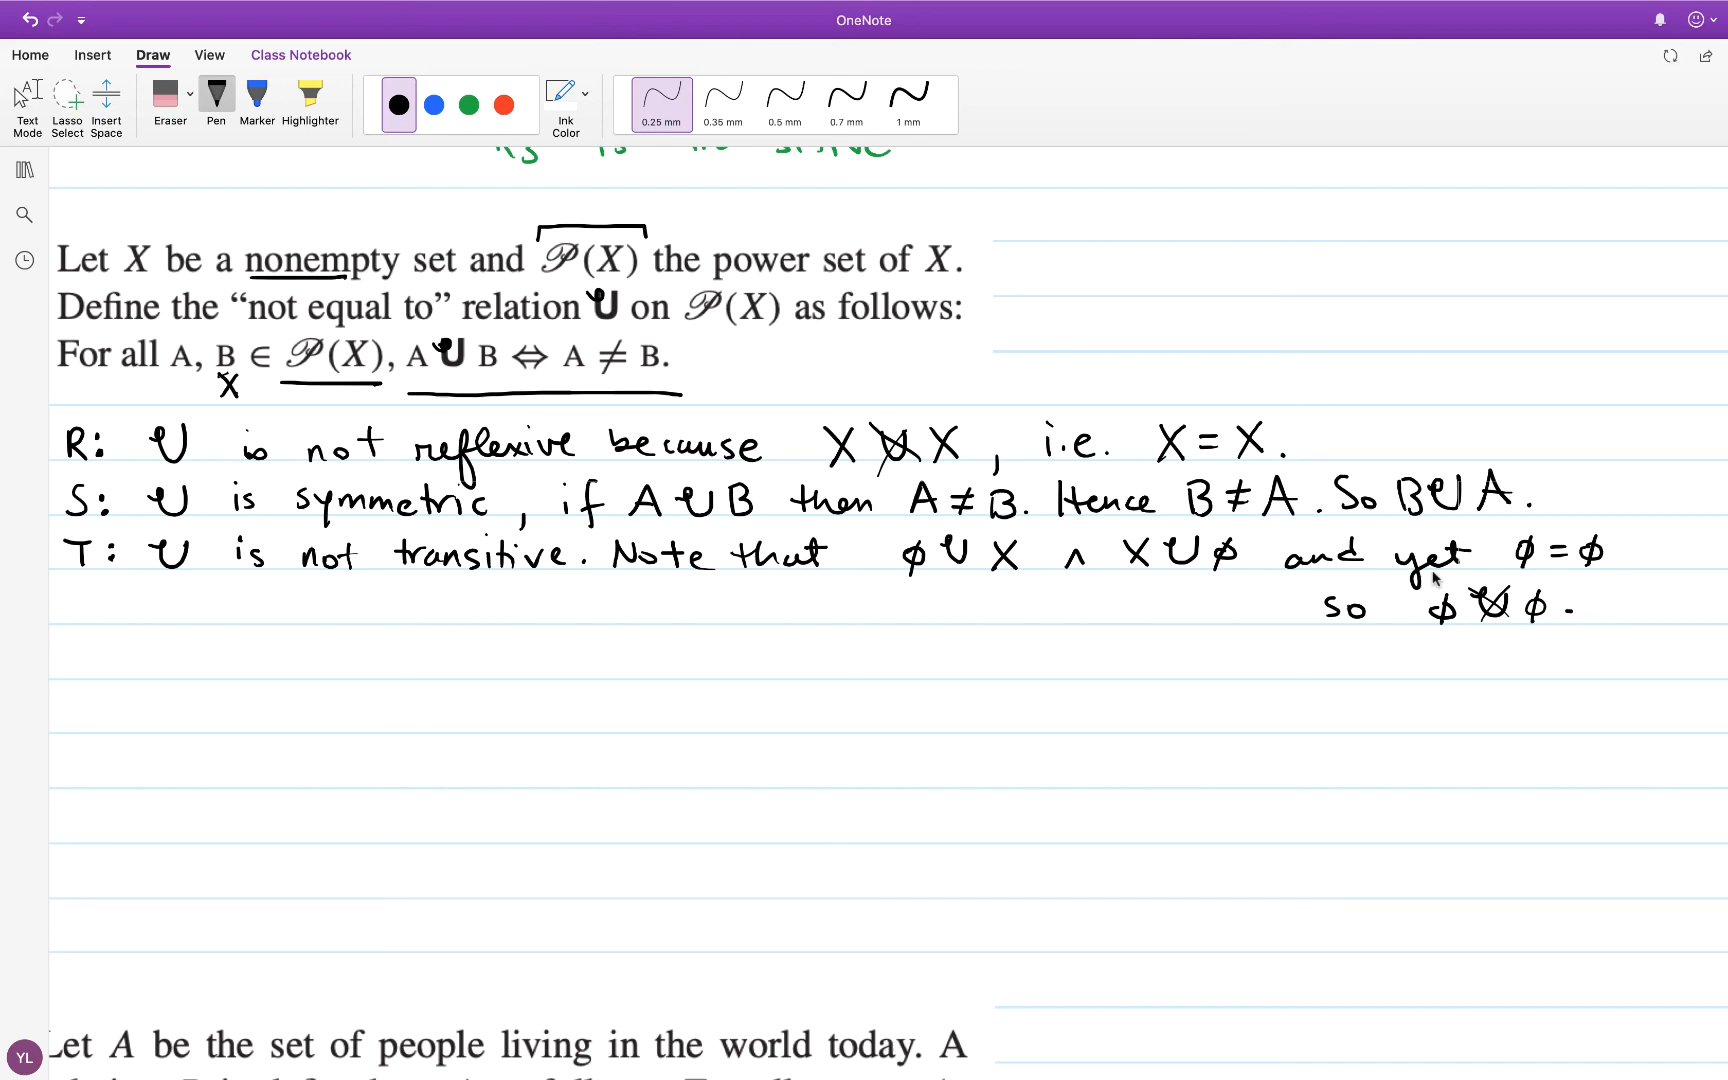 OneNote
Home Insert Draw View Class Notebook
Text Mode Lasso Select Insert Space Eraser Pen Marker Highlighter Ink Color 0.25 mm 0.35 mm 0.5 mm 0.7 mm 1 mm
is
Let X be a nonempty set and 𝒫(X) the power set of X.
Define the “not equal to” relation U on 𝒫(X) as follows:
For all A, B ∈ 𝒫(X), A U B ⇔ A ≠ B.
X
R: U is not reflexive because X U̸ X, i.e. X = X.
S: U is symmetric, if A U B then A ≠ B. Hence B ≠ A. So B U A.
T: U is not transitive. Note that ϕ U X ∧ X U ϕ and yet ϕ = ϕ
so ϕ U̸ ϕ.
Let A be the set of people living in the world today. A
YL